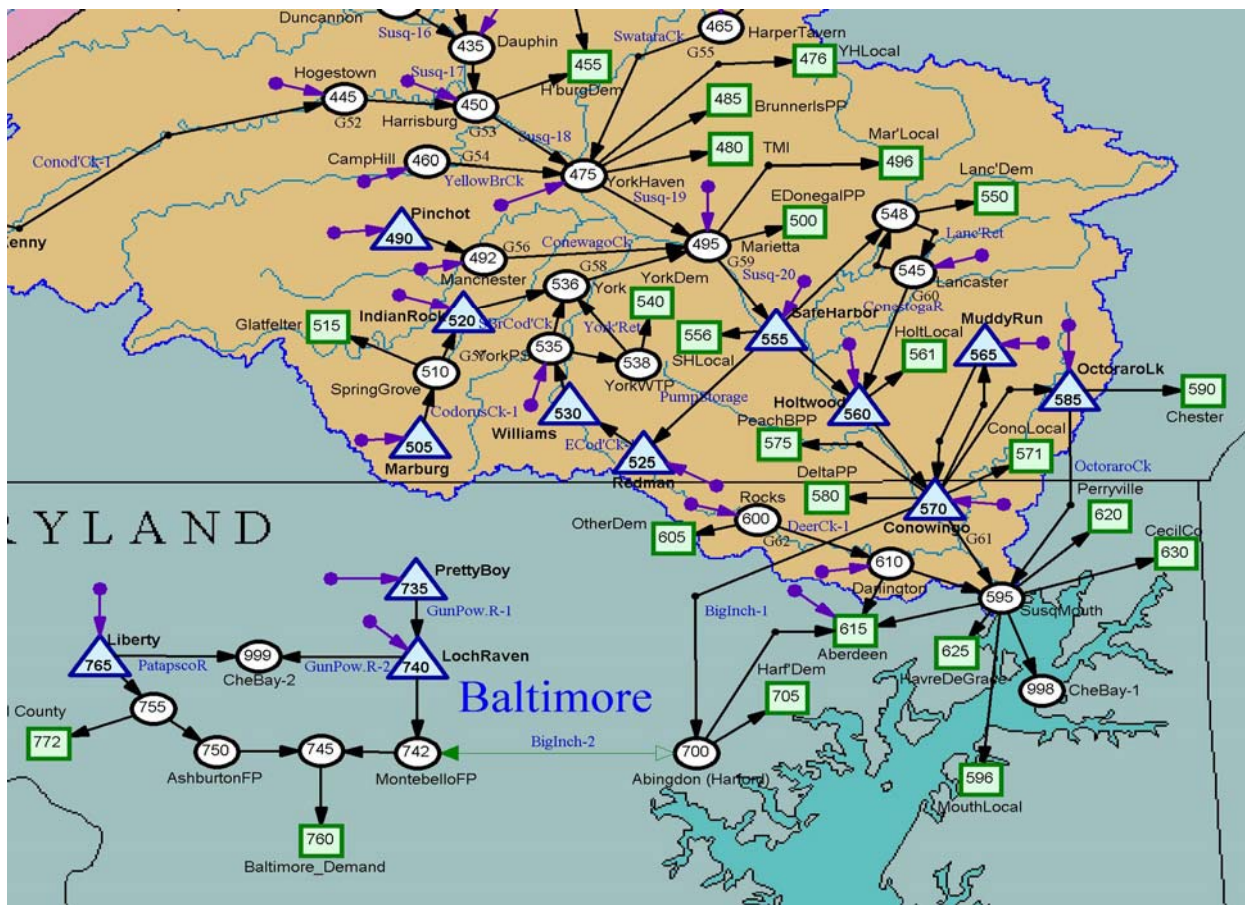 Duncannon
Susq-16
435
Dauphin
SwataraCk
465
HarperTavern
G55
476
YHLocal
Hogestown
445
G52
Susq-17
450
Harrisburg
G53
455
H'burgDem
485
BrunnerIsPP
Susq-18
Conod'Ck-1
CampHill
460
G54
YellowBrCk
475
YorkHaven
480
TMI
Mar'Local
496
Lanc'Dem
550
Susq-19
EDonegalPP
500
548
Lanc'Ret
Pinchot
490
enny
492
G56
Manchester
ConewagoCk
495
Marietta
G59
545
Lancaster
G60
G58
536
York
YorkDem
540
Susq-20
ConestogaR
IndianRock
520
SBrCod'Ck
York'Ret
SafeHarbor
555
556
SHLocal
HoltLocal
561
MuddyRun
565
Glatfelter
515
510
SpringGrove
YorkPS
535
538
YorkWTP
OctoraroLk
585
590
Chester
CodorusCk-1
530
Williams
PumpStorage
Holtwood
560
PeachBPP
575
ConoLocal
571
505
Marburg
ECod'Ck-1
525
Redman
DeltaPP
580
570
Conowingo
OctoraroCk
Perryville
620
Rocks
600
DeerCk-1
G62
G61
OtherDem
605
CecilCo
630
RYLAND
610
Darlington
595
SusqMouth
PrettyBoy
735
GunPow.R-1
BigInch-1
615
Aberdeen
625
HavreDeGrace
Liberty
765
PatapscoR
999
CheBay-2
GunPow.R-2
740
LochRaven
Harf'Dem
705
998
CheBay-1
Baltimore
755
County
772
750
AshburtonFP
745
742
MontebelloFP
BigInch-2
700
Abingdon (Harford)
596
MouthLocal
760
Baltimore_Demand